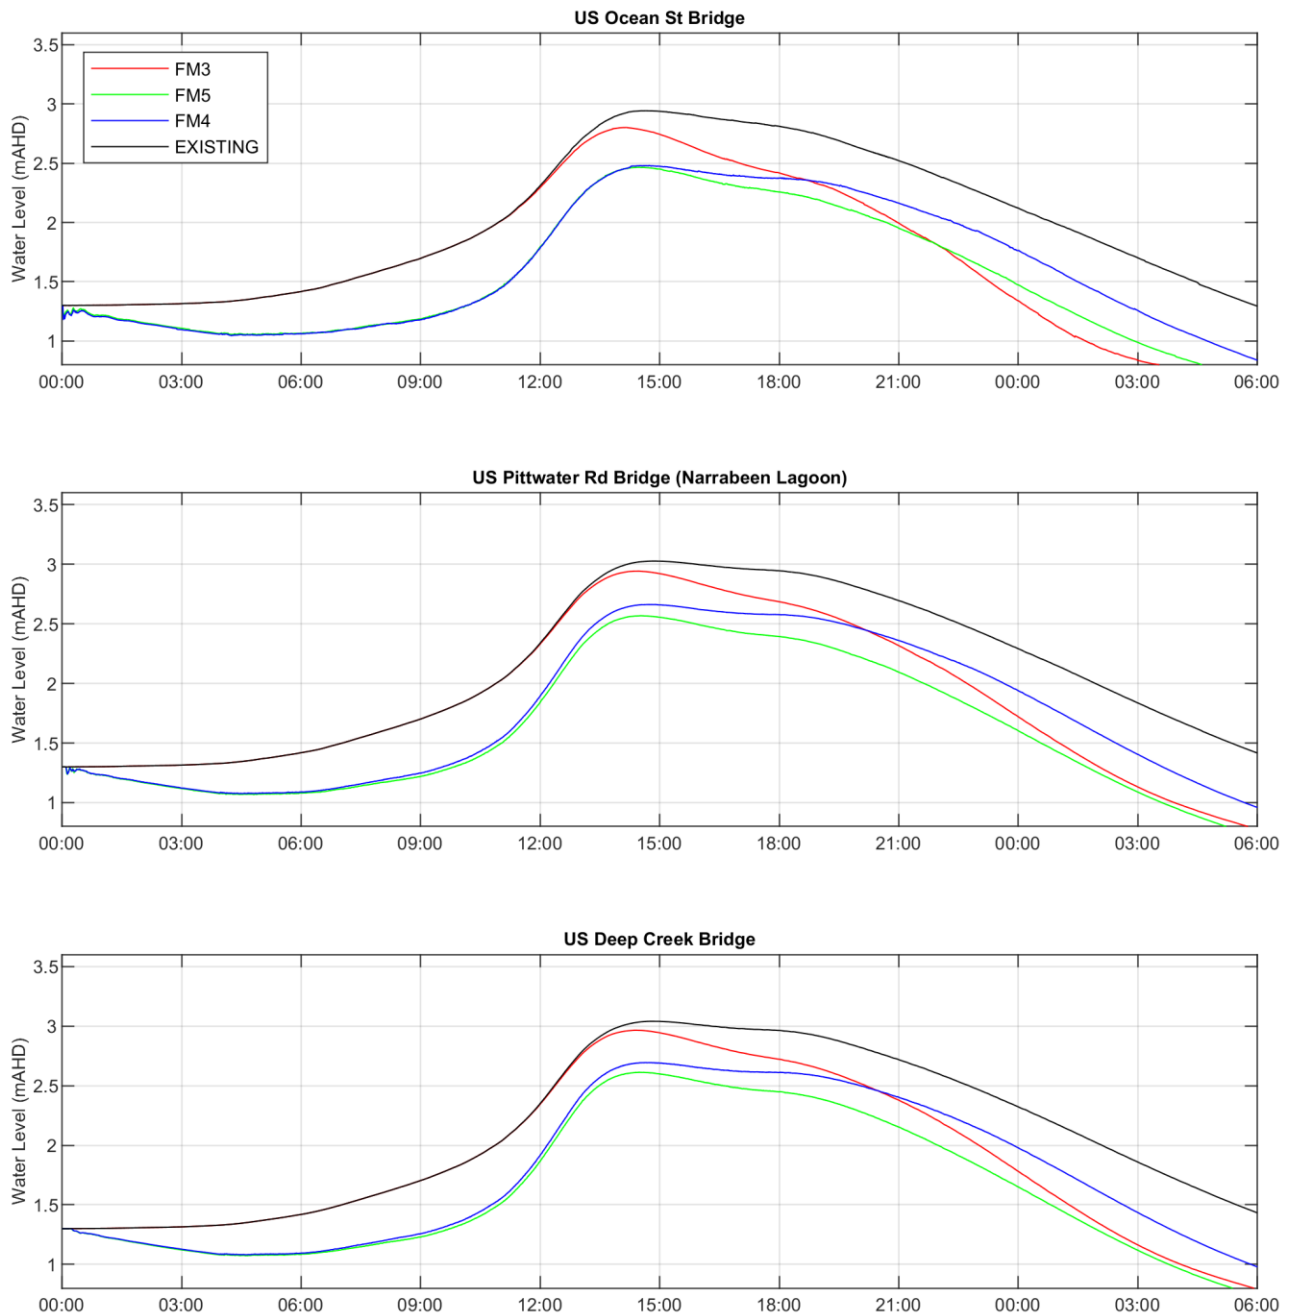 US Ocean St Bridge
3.5
3
2.5
2
1.5
1
Water Level (mAHD)
FM3
FM5
FM4
EXISTING
00:00 03:00 06:00 09:00 12:00 15:00 18:00 21:00 00:00 03:00 06:00
US Pittwater Rd Bridge (Narrabeen Lagoon)
3.5
3
2.5
2
1.5
1
Water Level (mAHD)
00:00 03:00 06:00 09:00 12:00 15:00 18:00 21:00 00:00 03:00 06:00
US Deep Creek Bridge
3.5
3
2.5
2
1.5
1
Water Level (mAHD)
00:00 03:00 06:00 09:00 12:00 15:00 18:00 21:00 00:00 03:00 06:00